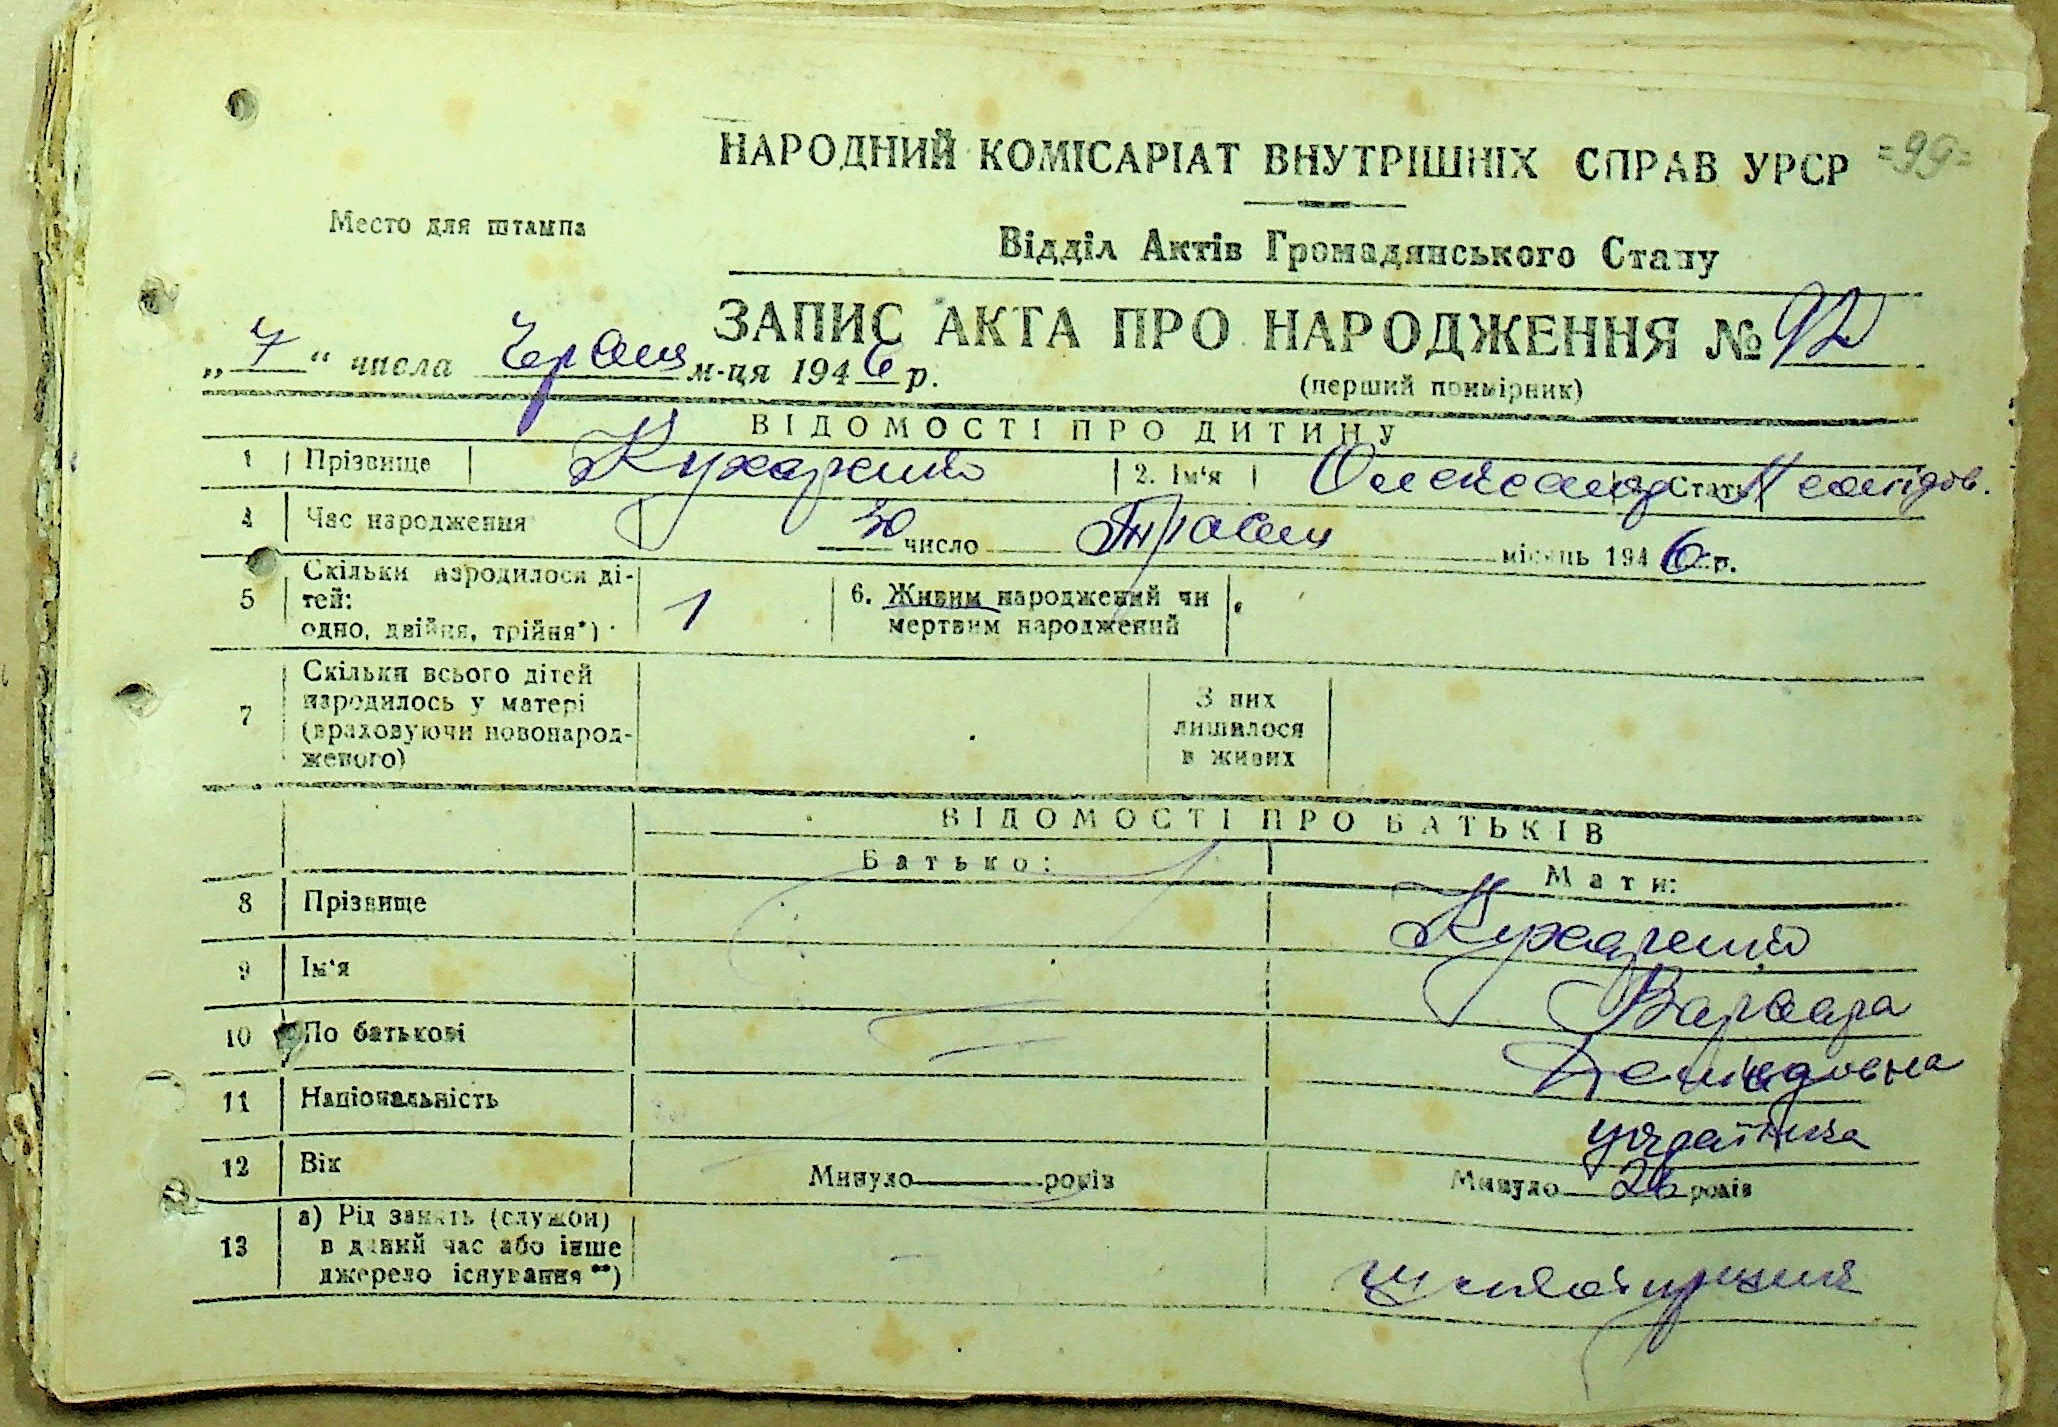 НАРОДНИЙ КОМІСАРІАТ ВНУТРІШНІХ СПРАВ УРСР =99=
Место для штампа
Відділ Актів Громадянського Стану
ЗАПИС АКТА ПРО НАРОДЖЕННЯ № 92
„7“ числа Червня м-ця 1946 р.
(перший примірник)
ВІДОМОСТІ ПРО ДИТИНУ
1 Прізвище Кухаренко 2. Ім'я Олександр Стать
4 Час народження 30 число Травня місяць 1946 р.
5 Скільки народилося ді-
тей:
одно, двійня, трійня*) 1
6. Живим народжений чи
мертвим народжений
7 Скільки всього дітей
народилось у матері
(враховуючи новонарод-
женого)
З них
лишилося
в живих
ВІДОМОСТІ ПРО БАТЬКІВ
Батько: Мати:
8 Прізвище Кухаренко
9 Ім'я Варвара
10 По батькові
11 Національність українка
12 Вік Минуло років Минуло 26 років
13 а) Рід занять (служби)
в даний час або інше
джерело існування**)